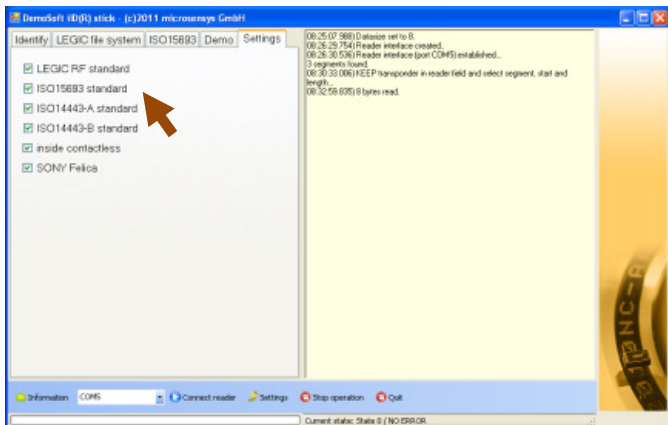 DemoSoft iID(R) stick - (c)2011 microsensys GmbH
Identify LEGIC file system ISO15693 Demo Settings
LEGIC RF standard
ISO15693 standard
ISO14443-A standard
ISO14443-B standard
inside contactless
SONY Felica
08:25:07.988) Datasize set to 8.
08:26:29.754) Reader interface created.
08:26:30.536) Reader interface (port COM5) established...
3 segments found.
08:30:33.006) KEEP transponder in reader field and select segment, start and
length...
08:32:59.835) 8 bytes read.
Information COM5 Connect reader Settings Stop operation Quit
Current state: State 0 / NO ERROR